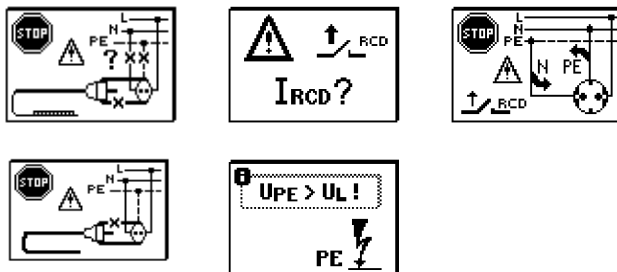 STOP
L
N
PE
?
RCD
IRCD?
STOP
L
N
PE
N PE
RCD
STOP
L
N
PE
UPE > UL!
PE